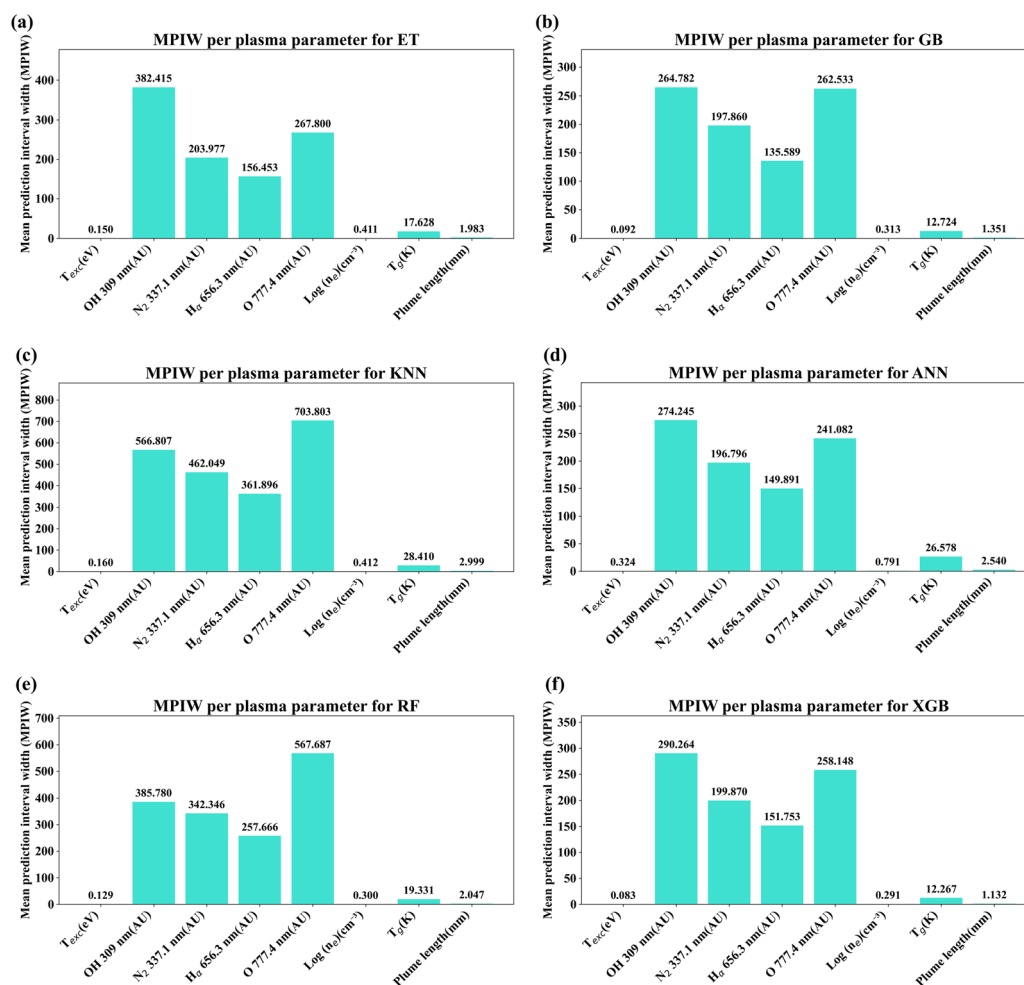 (a)
MPIW per plasma parameter for ET
Mean prediction interval width (MPIW)
400
300
200
100
0
0.150
382.415
203.977
156.453
267.800
0.411
17.628
1.983
T_exc(eV)
OH 309 nm(AU)
N₂ 337.1 nm(AU)
Hα 656.3 nm(AU)
O 777.4 nm(AU)
Log (nₑ)(cm⁻³)
T_g(K)
Plume length(mm)
(b)
MPIW per plasma parameter for GB
Mean prediction interval width (MPIW)
300
250
200
150
100
50
0
0.092
264.782
197.860
135.589
262.533
0.313
12.724
1.351
T_exc(eV)
OH 309 nm(AU)
N₂ 337.1 nm(AU)
Hα 656.3 nm(AU)
O 777.4 nm(AU)
Log (nₑ)(cm⁻³)
T_g(K)
Plume length(mm)
(c)
MPIW per plasma parameter for KNN
Mean prediction interval width (MPIW)
800
700
600
500
400
300
200
100
0
0.160
566.807
462.049
361.896
703.803
0.412
28.410
2.999
T_exc(eV)
OH 309 nm(AU)
N₂ 337.1 nm(AU)
Hα 656.3 nm(AU)
O 777.4 nm(AU)
Log (nₑ)(cm⁻³)
T_g(K)
Plume length(mm)
(d)
MPIW per plasma parameter for ANN
Mean prediction interval width (MPIW)
300
250
200
150
100
50
0
0.324
274.245
196.796
149.891
241.082
0.791
26.578
2.540
T_exc(eV)
OH 309 nm(AU)
N₂ 337.1 nm(AU)
Hα 656.3 nm(AU)
O 777.4 nm(AU)
Log (nₑ)(cm⁻³)
T_g(K)
Plume length(mm)
(e)
MPIW per plasma parameter for RF
Mean prediction interval width (MPIW)
700
600
500
400
300
200
100
0
0.129
385.780
342.346
257.666
567.687
0.300
19.331
2.047
T_exc(eV)
OH 309 nm(AU)
N₂ 337.1 nm(AU)
Hα 656.3 nm(AU)
O 777.4 nm(AU)
Log (nₑ)(cm⁻³)
T_g(K)
Plume length(mm)
(f)
MPIW per plasma parameter for XGB
Mean prediction interval width (MPIW)
350
300
250
200
150
100
50
0
0.083
290.264
199.870
151.753
258.148
0.291
12.267
1.132
T_exc(eV)
OH 309 nm(AU)
N₂ 337.1 nm(AU)
Hα 656.3 nm(AU)
O 777.4 nm(AU)
Log (nₑ)(cm⁻³)
T_g(K)
Plume length(mm)